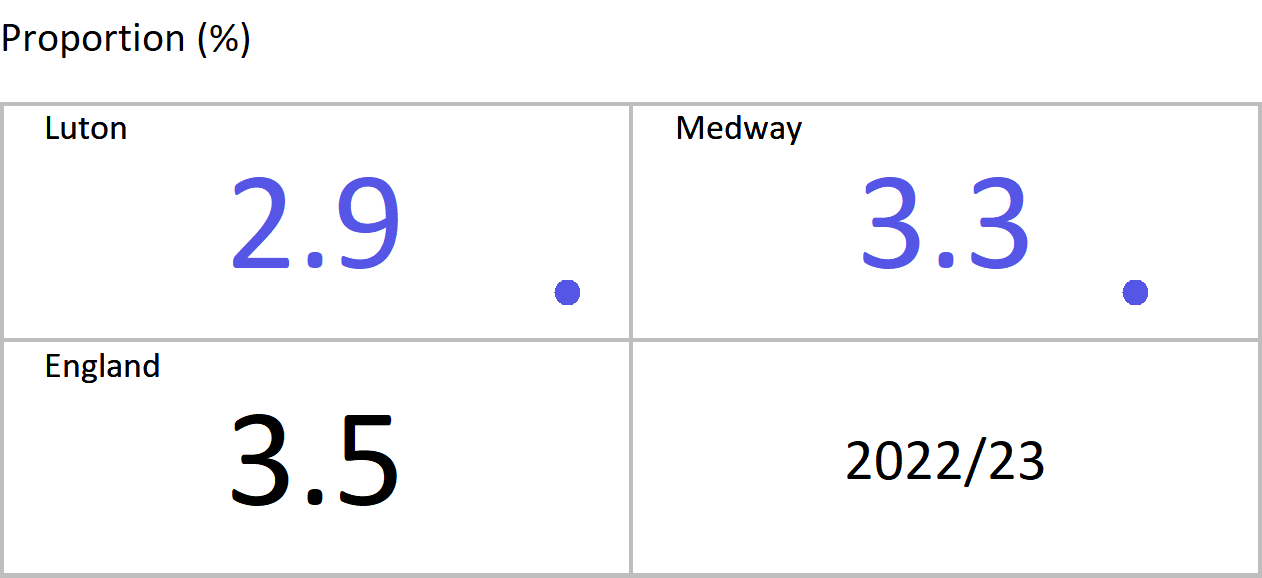 Proportion (%)
Luton
2.9
Medway
3.3
England
3.5
2022/23